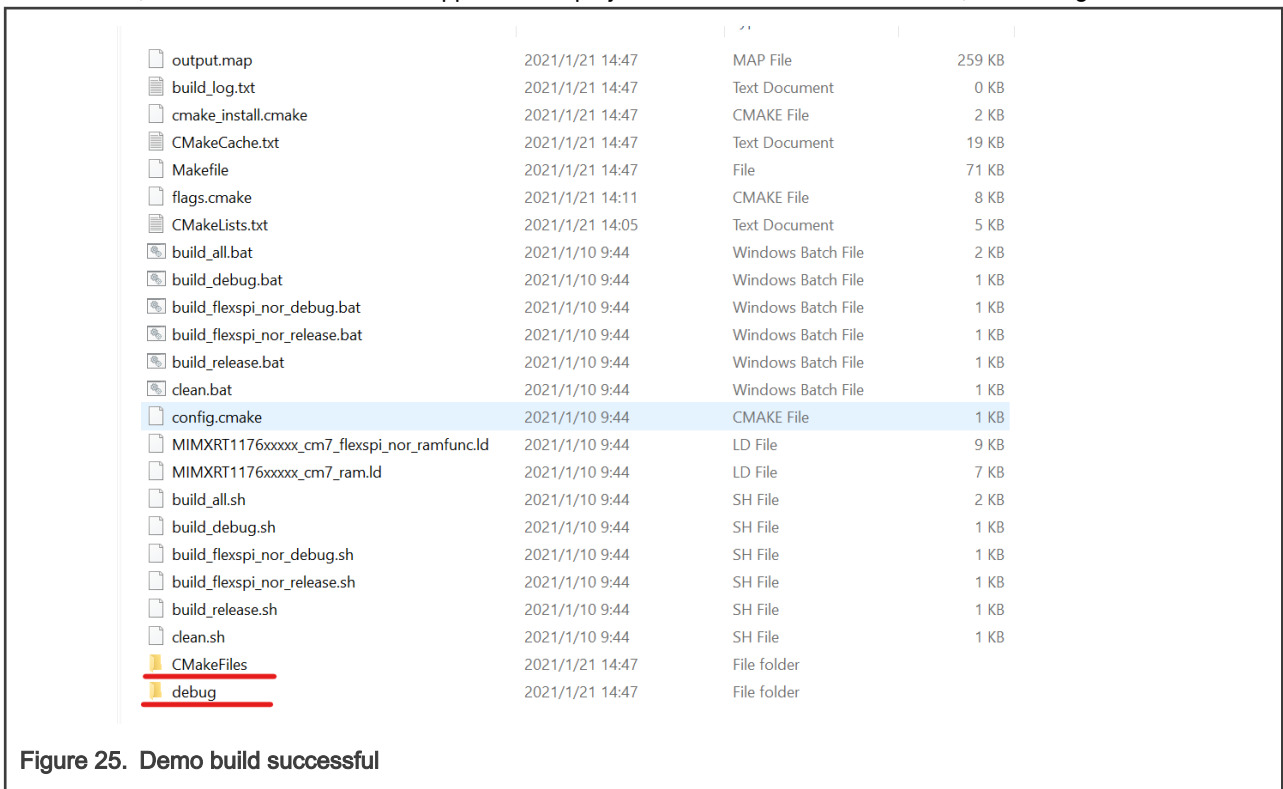 output.map 2021/1/21 14:47 MAP File 259 KB
build_log.txt 2021/1/21 14:47 Text Document 0 KB
cmake_install.cmake 2021/1/21 14:47 CMAKE File 2 KB
CMakeCache.txt 2021/1/21 14:47 Text Document 19 KB
Makefile 2021/1/21 14:47 File 71 KB
flags.cmake 2021/1/21 14:11 CMAKE File 8 KB
CMakeLists.txt 2021/1/21 14:05 Text Document 5 KB
build_all.bat 2021/1/10 9:44 Windows Batch File 2 KB
build_debug.bat 2021/1/10 9:44 Windows Batch File 1 KB
build_flexspi_nor_debug.bat 2021/1/10 9:44 Windows Batch File 1 KB
build_flexspi_nor_release.bat 2021/1/10 9:44 Windows Batch File 1 KB
build_release.bat 2021/1/10 9:44 Windows Batch File 1 KB
clean.bat 2021/1/10 9:44 Windows Batch File 1 KB
config.cmake 2021/1/10 9:44 CMAKE File 1 KB
MIMXRT1176xxxxx_cm7_flexspi_nor_ramfunc.ld 2021/1/10 9:44 LD File 9 KB
MIMXRT1176xxxxx_cm7_ram.ld 2021/1/10 9:44 LD File 7 KB
build_all.sh 2021/1/10 9:44 SH File 2 KB
build_debug.sh 2021/1/10 9:44 SH File 1 KB
build_flexspi_nor_debug.sh 2021/1/10 9:44 SH File 1 KB
build_flexspi_nor_release.sh 2021/1/10 9:44 SH File 1 KB
build_release.sh 2021/1/10 9:44 SH File 1 KB
clean.sh 2021/1/10 9:44 SH File 1 KB
CMakeFiles 2021/1/21 14:47 File folder
debug 2021/1/21 14:47 File folder
Figure 25. Demo build successful